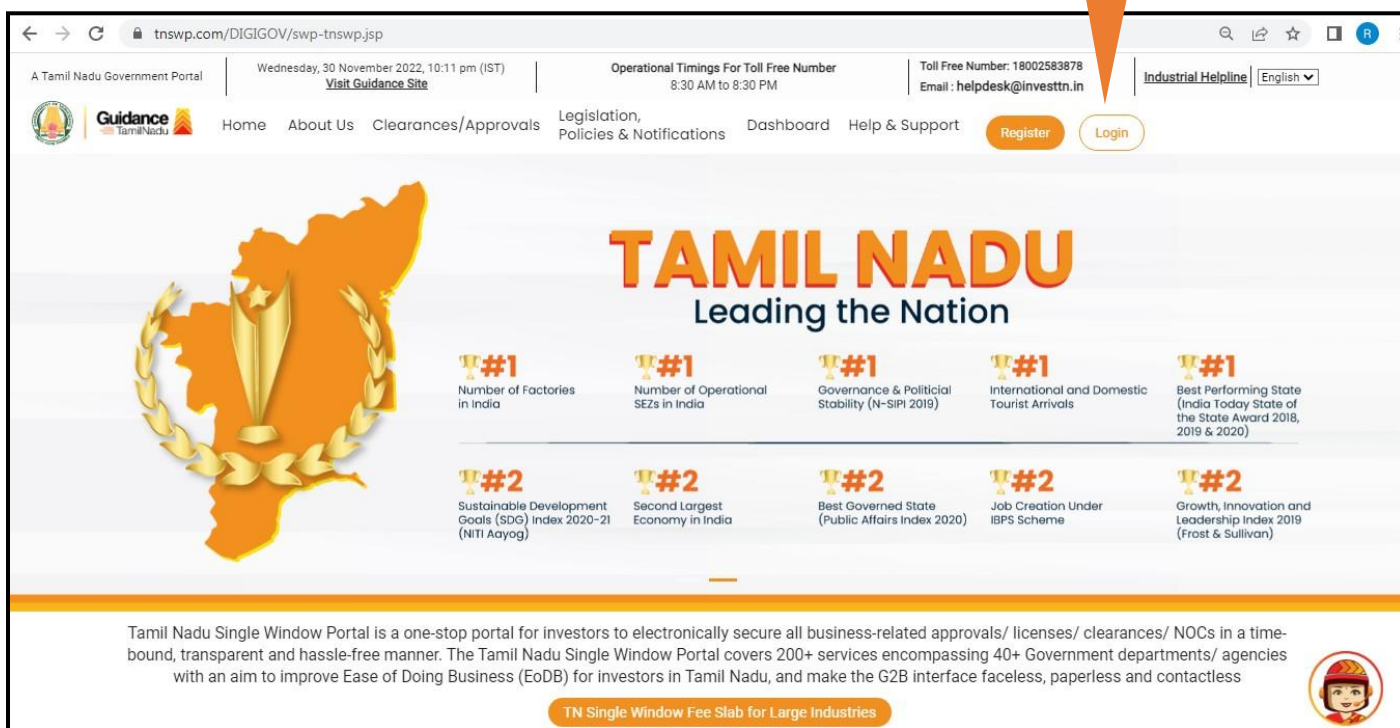 tnswp.com/DIGIGOV/swp-tnswp.jsp
R
A Tamil Nadu Government Portal
Wednesday, 30 November 2022, 10:11 pm (IST)
Visit Guidance Site
Operational Timings For Toll Free Number
8:30 AM to 8:30 PM
Toll Free Number: 18002583878
Email : helpdesk@investtn.in
Industrial Helpline
English
Guidance
TamilNadu
Home
About Us
Clearances/Approvals
Legislation,
Policies & Notifications
Dashboard
Help & Support
Register
Login
TAMIL NADU
Leading the Nation
#1
Number of Factories
in India
#1
Number of Operational
SEZs in India
#1
Governance & Politicial
Stability (N-SIPI 2019)
#1
International and Domestic
Tourist Arrivals
#1
Best Performing State
(India Today State of
the State Award 2018,
2019 & 2020)
#2
Sustainable Development
Goals (SDG) Index 2020-21
(NITI Aayog)
#2
Second Largest
Economy in India
#2
Best Governed State
(Public Affairs Index 2020)
#2
Job Creation Under
IBPS Scheme
#2
Growth, Innovation and
Leadership Index 2019
(Frost & Sullivan)
Tamil Nadu Single Window Portal is a one-stop portal for investors to electronically secure all business-related approvals/ licenses/ clearances/ NOCs in a time-
bound, transparent and hassle-free manner. The Tamil Nadu Single Window Portal covers 200+ services encompassing 40+ Government departments/ agencies
with an aim to improve Ease of Doing Business (EoDB) for investors in Tamil Nadu, and make the G2B interface faceless, paperless and contactless
TN Single Window Fee Slab for Large Industries